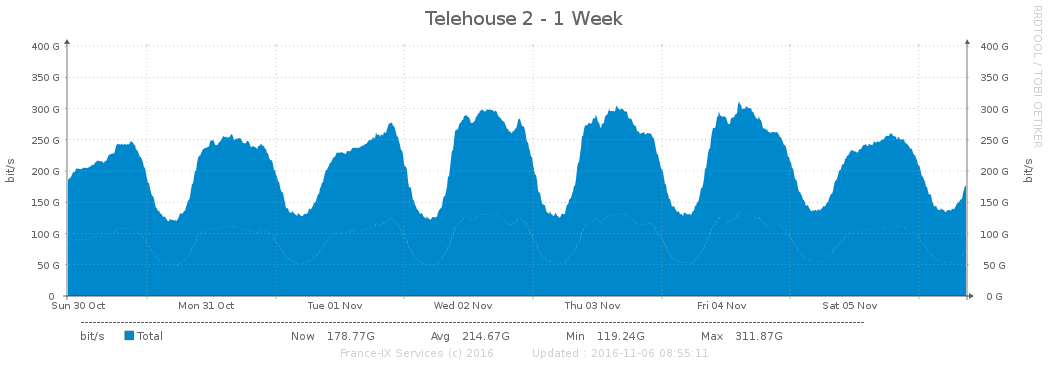 Telehouse 2 - 1 Week
RRDTOOL / TOBI OETIKER
400 G 400 G
350 G 350 G
300 G 300 G
250 G 250 G
200 G 200 G
150 G 150 G
100 G 100 G
50 G 50 G
0 0 G
bit/s bit/s
Sun 30 Oct Mon 31 Oct Tue 01 Nov Wed 02 Nov Thu 03 Nov Fri 04 Nov Sat 05 Nov
bit/s Total Now 178.77G Avg 214.67G Min 119.24G Max 311.87G
France-IX Services (c) 2016 Updated : 2016-11-06 08:55:11